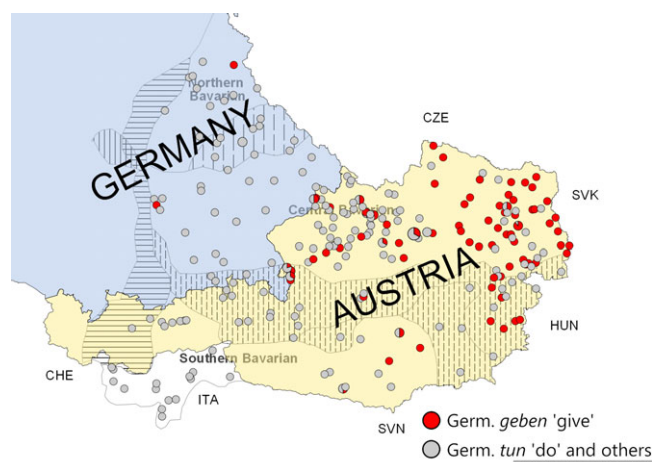 CZE
Northern
Bavarian
GERMANY
SVK
Central Bavarian
AUSTRIA
HUN
Southern Bavarian
CHE
ITA
SVN
Germ. geben 'give'
Germ. tun 'do' and others